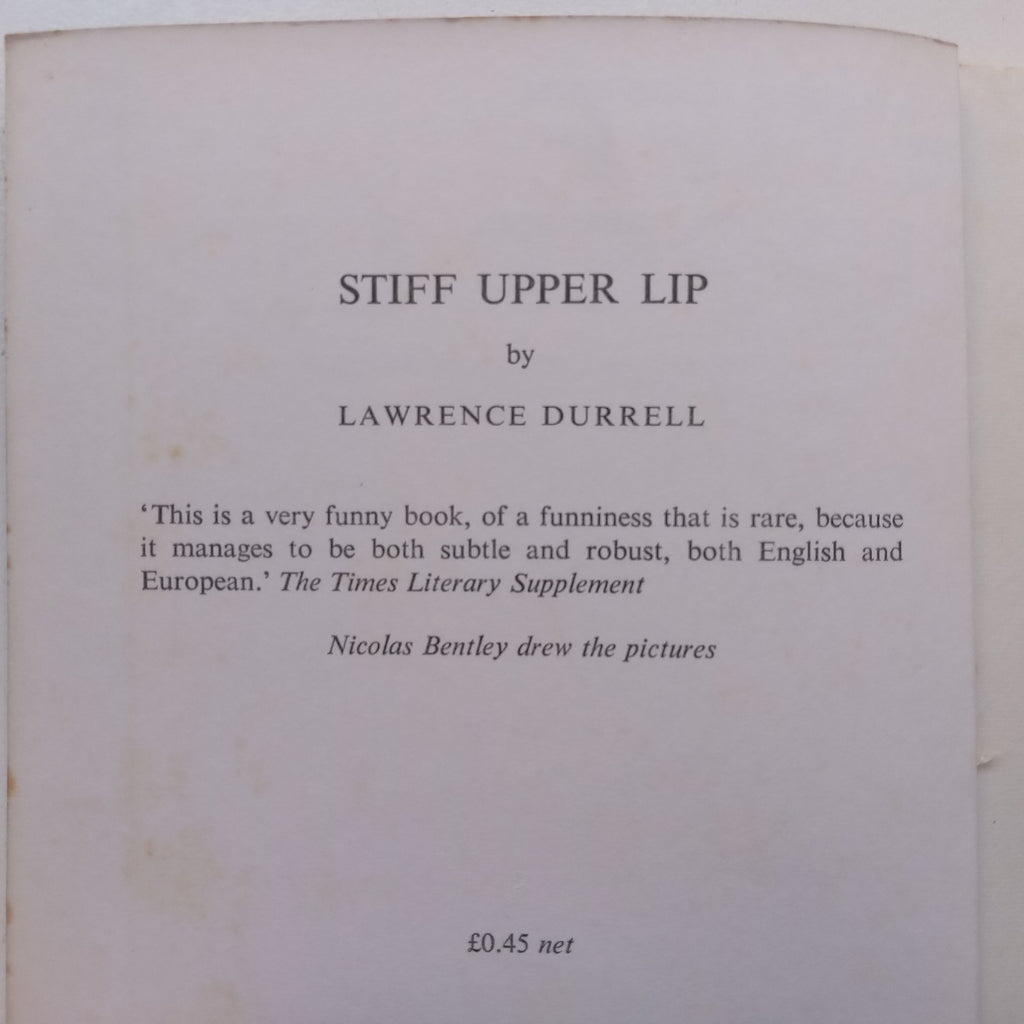 STIFF UPPER LIP
by
LAWRENCE DURRELL
‘This is a very funny book, of a funniness that is rare, because
it manages to be both subtle and robust, both English and
European.’ The Times Literary Supplement
Nicolas Bentley drew the pictures
£0.45 net